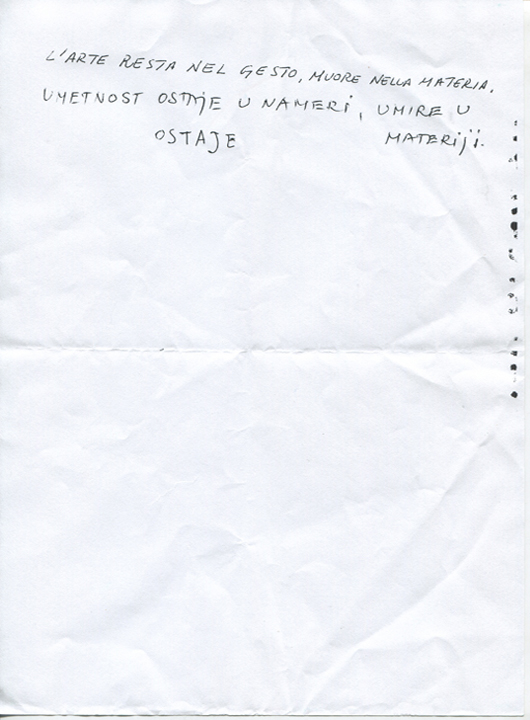 L'ARTE RESTA NEL GESTO, MUORE NELLA MATERIA.
UMETNOST OSTAJE U NAMERI, UMIRE U
OSTAJE MATERIJI.